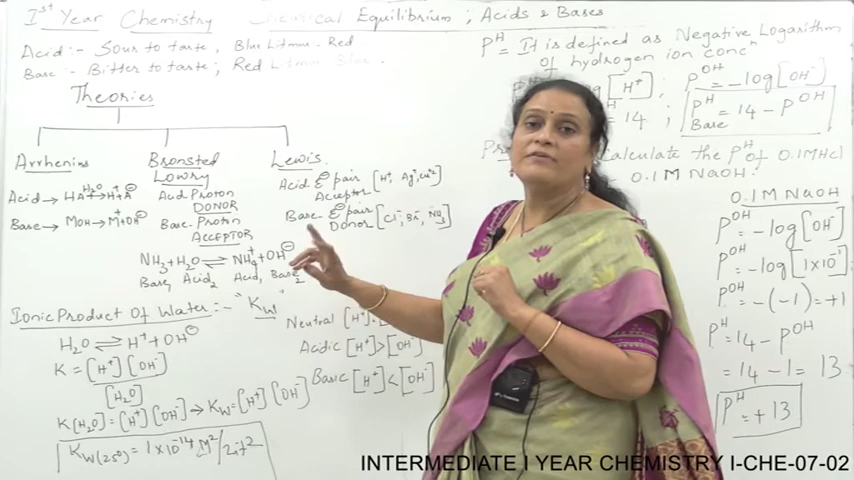 Ist Year Chemistry Chemical Equilibrium ; Acids & Bases
Acid :- Sour to taste, Blue Litmus - Red
Base :- Bitter to taste; Red Litmus Blue.
Theories
Arrhenius
Acid → HA H2O→ H+ + A⊖
Base → MOH → M+ + OH⊖
Bronsted Lowry
Acid Proton
DONOR
Base - Proton
ACCEPTOR
NH3 + H2O ⇌ NH4+ + OH⊖
Base1 Acid2 Acid1 Base2
Lewis
Acid e⊖ pair [H+, Ag+,
Acceptor
Base - e⊖ pair [Cl-, Br-,
Donor
Ionic Product Of Water :- "Kw"
H2O ⇌ H+ + OH⊖
K = [H+] [OH-]
[H2O]
K[H2O] = [H+] [OH-] → Kw = [H+] [OH-]
Kw(25°) = 1 x 10-14 M2 /
Neutral [H+]
Acidic [H+] > [OH-]
Basic [H+] < [OH-]
PH = It is defined as Negative Logarithm
of hydrogen ion concn
[H+] ; POH = -log [OH-]
= 14 ; PH = 14 - POH
Base
Calculate the PH of 0.1M HCl
0.1 M NaOH.
0.1 M NaOH
POH = -log [OH-]
POH = -log [1x10-1]
POH = -(-1) = +1
PH = 14 - POH
= 14 - 1 = 13
PH = +13
INTERMEDIATE I YEAR CHEMISTRY I-CHE-07-02